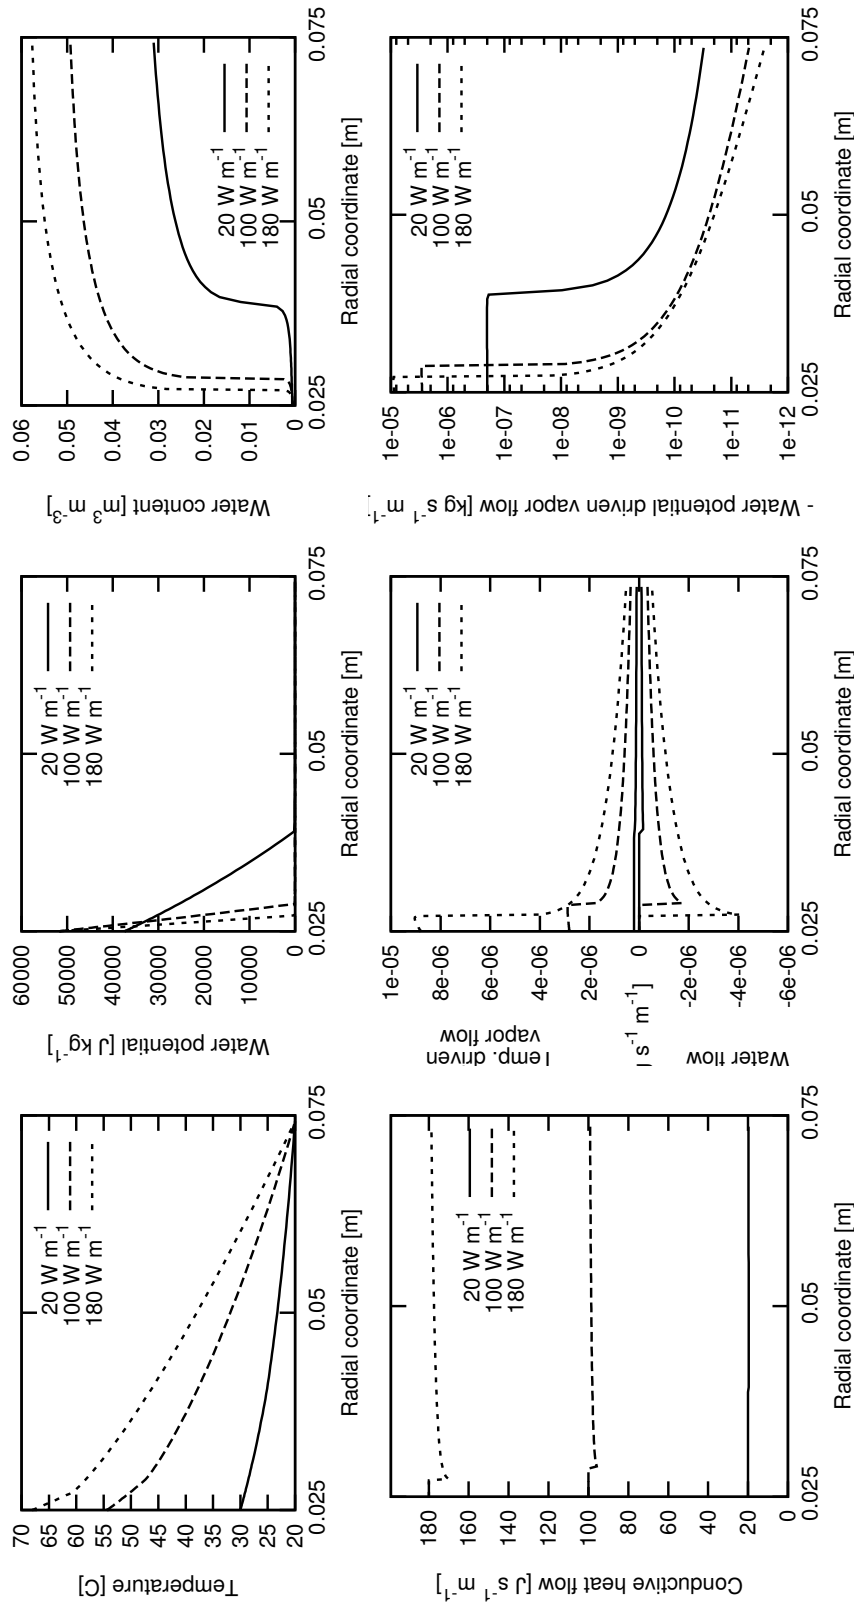 Temperature [C]
70
65
60
55
50
45
40
35
30
25
20
20 W m⁻¹
100 W m⁻¹
180 W m⁻¹
0.025
0.05
0.075
Radial coordinate [m]
Water potential [J kg⁻¹]
60000
50000
40000
30000
20000
10000
0
20 W m⁻¹
100 W m⁻¹
180 W m⁻¹
0.025
0.05
0.075
Radial coordinate [m]
Water content [m³ m⁻³]
0.06
0.05
0.04
0.03
0.02
0.01
0
20 W m⁻¹
100 W m⁻¹
180 W m⁻¹
0.025
0.05
0.075
Radial coordinate [m]
Conductive heat flow [J s⁻¹ m⁻¹]
180
160
140
120
100
80
60
40
20
0
20 W m⁻¹
100 W m⁻¹
180 W m⁻¹
0.025
0.05
0.075
Radial coordinate [m]
Temp. driven
vapor flow
s⁻¹ m⁻¹]
Water flow
1e-05
8e-06
6e-06
4e-06
2e-06
0
-2e-06
-4e-06
-6e-06
20 W m⁻¹
100 W m⁻¹
180 W m⁻¹
0.025
0.05
0.075
Radial coordinate [m]
- Water potential driven vapor flow [kg s⁻¹ m⁻¹]
1e-05
1e-06
1e-07
1e-08
1e-09
1e-10
1e-11
1e-12
20 W m⁻¹
100 W m⁻¹
180 W m⁻¹
0.025
0.05
0.075
Radial coordinate [m]